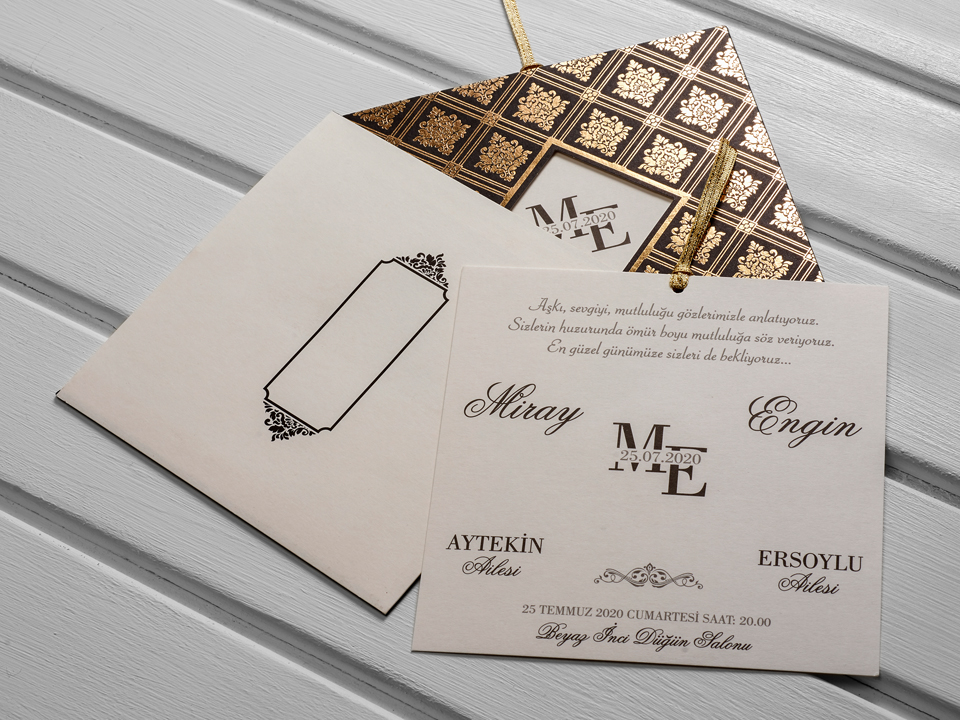 ME
25.07.2020
Aşkı, sevgiyi, mutluluğu gözlerimizle anlatıyoruz.
Sizlerin huzurunda ömür boyu mutluluğa söz veriyoruz.
En güzel günümüze sizleri de bekliyoruz...
Miray
Engin
ME
25.07.2020
AYTEKİN
Ailesi
ERSOYLU
Ailesi
25 TEMMUZ 2020 CUMARTESİ SAAT: 20.00
Beyaz İnci Düğün Salonu